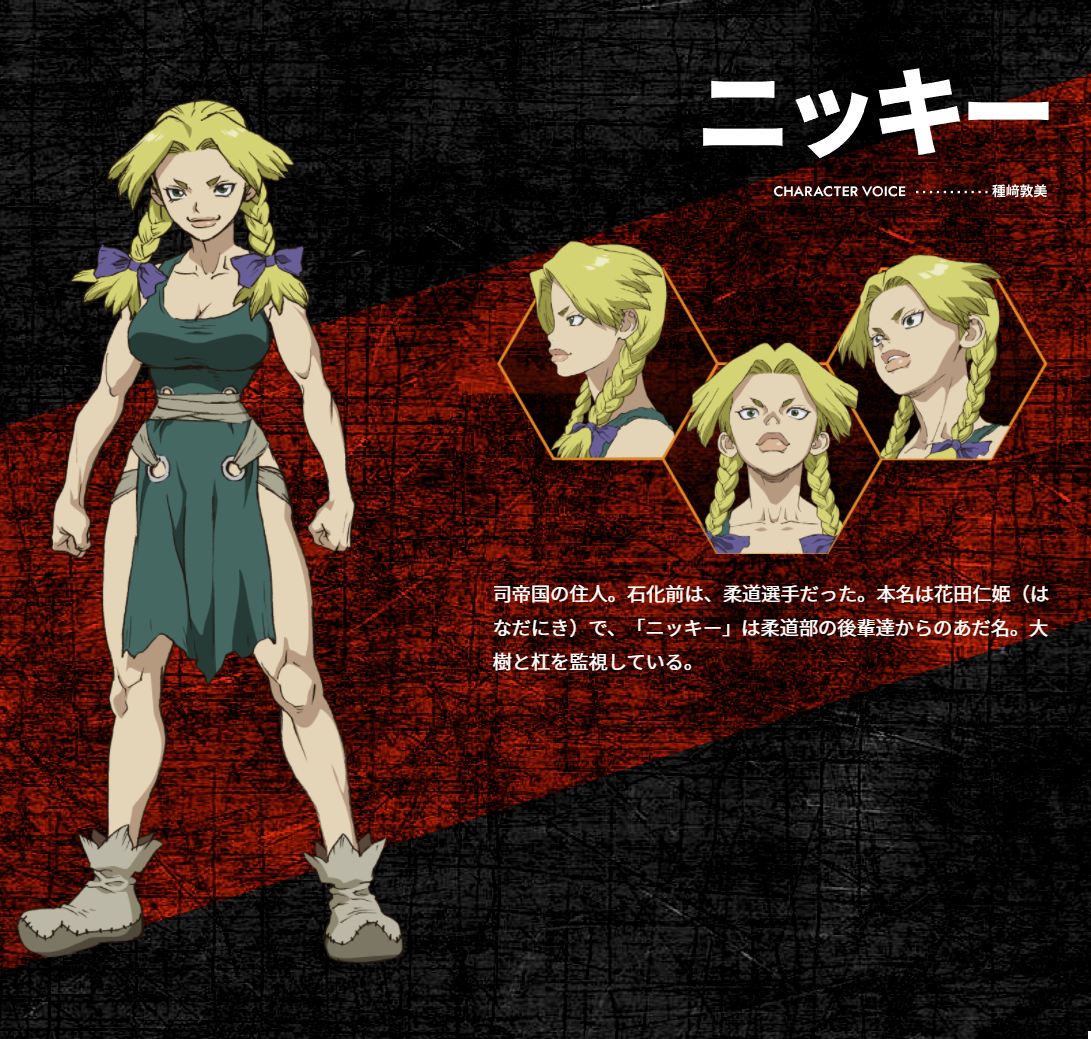 ニッキー
CHARACTER VOICE ··········· 種﨑敦美
司帝国の住人。石化前は、柔道選手だった。本名は花田仁姫（は
なだにき）で、「ニッキー」は柔道部の後輩達からのあだ名。大
樹と杠を監視している。